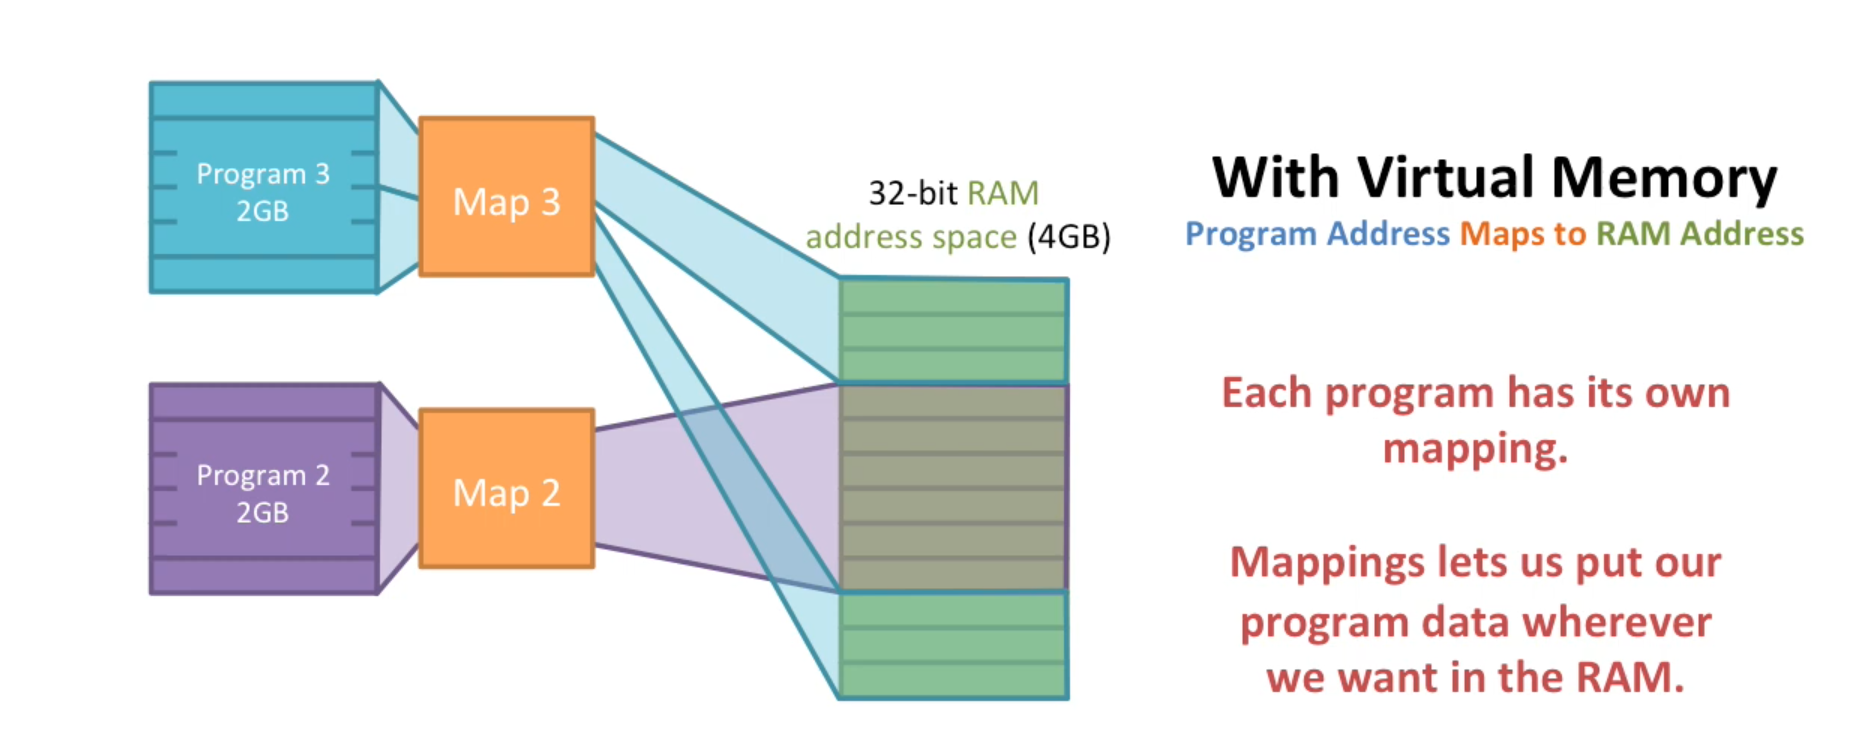 Program 3
2GB
Map 3
32-bit RAM
address space (4GB)
With Virtual Memory
Program Address Maps to RAM Address
Each program has its own
mapping.
Program 2
2GB
Map 2
Mappings lets us put our
program data wherever
we want in the RAM.